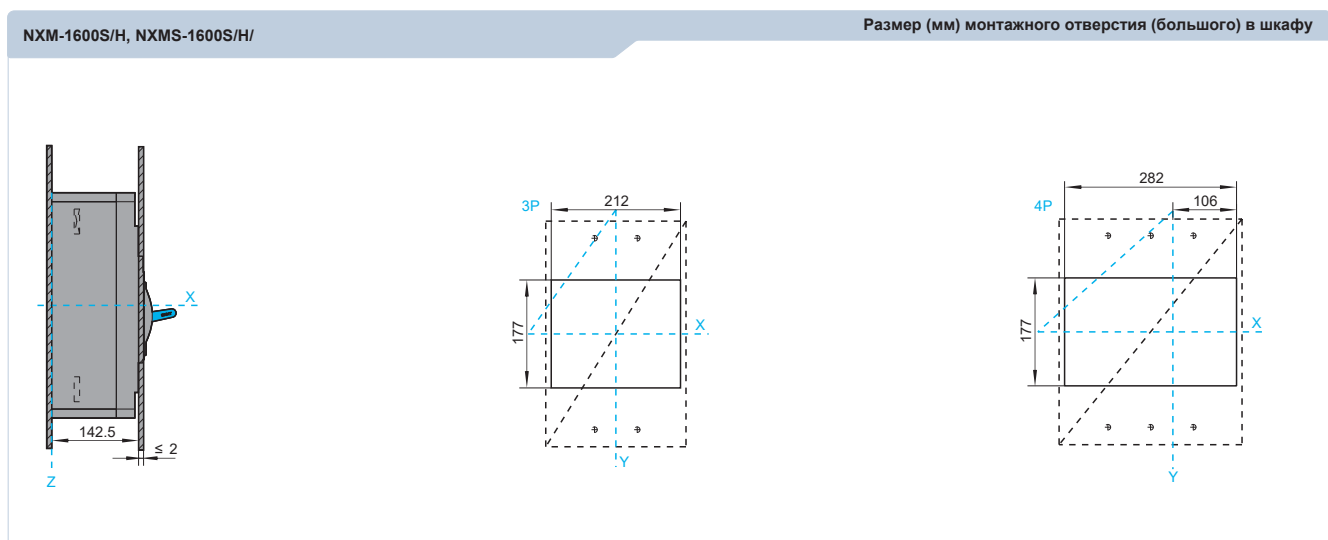 NXM-1600S/H, NXMS-1600S/H/
Размер (мм) монтажного отверстия (большого) в шкафу
X
142.5
≤ 2
Z
3P
212
177
X
Y
4P
282
106
177
X
Y